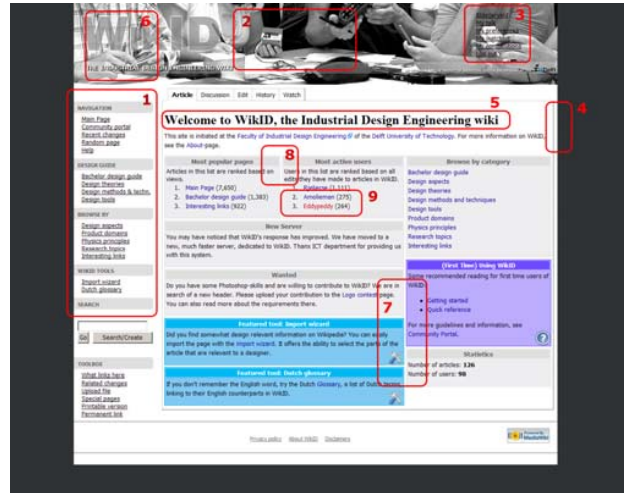 WikID
THE INDUSTRIAL DESIGN ENGINEERING WIKI
6
2
3
1
4
5
8
9
7
Article Discussion Edit History Watch
NAVIGATION
Main Page
Community portal
Recent changes
Random page
Help
DESIGN GUIDE
Bachelor design guide
Design theories
Design methods & techn.
Design tools
BROWSE BY
Design aspects
Product domains
Physics principles
Research topics
Interesting links
WIKID TOOLS
Import wizard
Dutch glossary
SEARCH
Go Search/Create
TOOLBOX
What links here
Related changes
Upload file
Special pages
Printable version
Permanent link
Welcome to WikID, the Industrial Design Engineering wiki
This site is initiated at the Faculty of Industrial Design Engineering of the Delft University of Technology. For more information on WikID,
see the About-page.
Most popular pages
Articles in this list are ranked based on
views.
1. Main Page (7,650)
2. Bachelor design guide (1,383)
3. Interesting links (922)
Most active users
Users in this list are ranked based on all
edits they have made to articles in WikID.
1. (1,111)
2. Amolleman (275)
3. Eddypeddy (264)
Browse by category
Bachelor design guide
Design aspects
Design theories
Design methods and techniques
Design tools
Product domains
Physics principles
Research topics
Interesting links
New Server
You may have noticed that WikID's response has improved. We have moved to a
new, much faster server, dedicated to WikID. Thanx ICT department for providing us
with this system.
Wanted
Do you have some Photoshop-skills and are willing to contribute to WikID? We are in
search of a new header. Please upload your contribution to the Logo contest page.
You can also read more about the requirements there.
(First Time) Using WikID
Some recommended reading for first time users of
WikID:
Getting started
Quick reference
For more guidelines and information, see
Community Portal.
Featured tool: Import wizard
Did you find somewhat design relevant information on Wikipedia? You can easily
import the page with the import wizard. It offers the ability to select the parts of the
article that are relevant to a designer.
Featured tool: Dutch glossary
If you don't remember the English word, try the Dutch Glossary, a list of Dutch terms
linking to their English counterparts in WikID.
Statistics
Number of articles: 126
Number of users: 98
Privacy policy About WikID Disclaimers
Powered by
MediaWiki